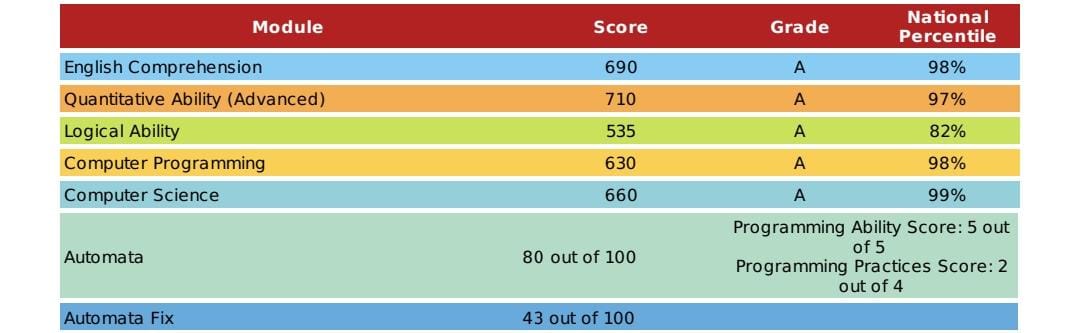 Module Score Grade National Percentile
English Comprehension 690 A 98%
Quantitative Ability (Advanced) 710 A 97%
Logical Ability 535 A 82%
Computer Programming 630 A 98%
Computer Science 660 A 99%
Automata 80 out of 100 Programming Ability Score: 5 out
of 5
Programming Practices Score: 2
out of 4
Automata Fix 43 out of 100